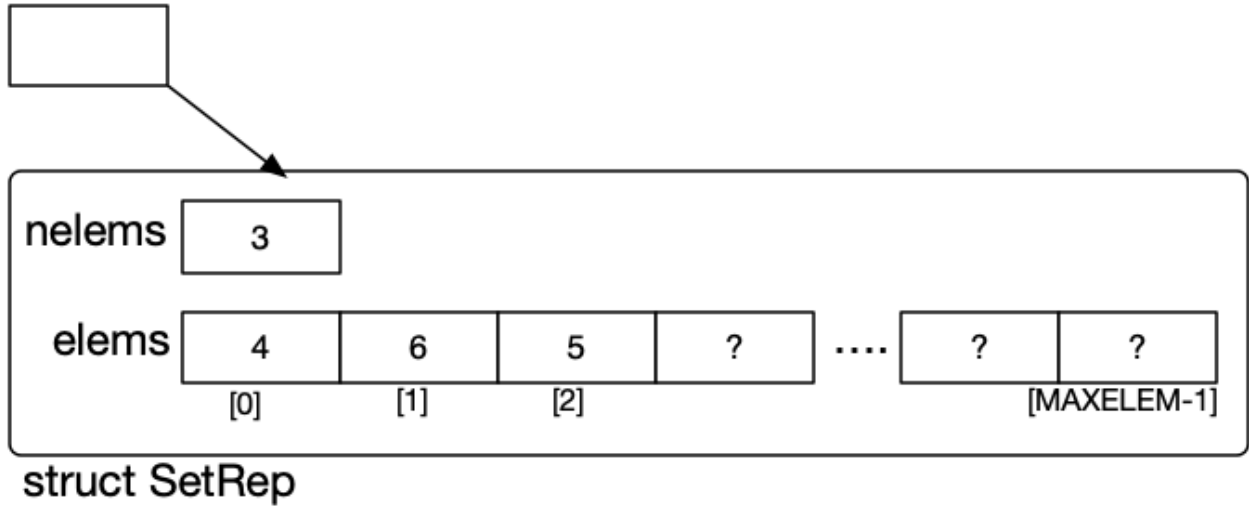 nelems 3
elems 4 6 5 ? .... ? ?
[0] [1] [2] [MAXELEM-1]
struct SetRep